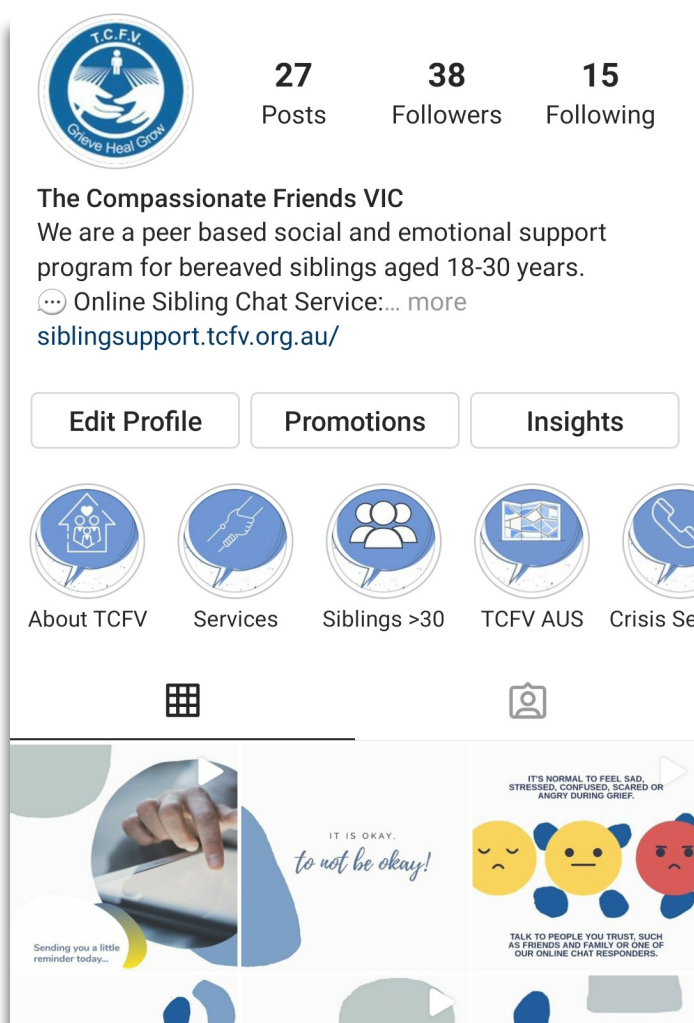 T.C.F.V.
Grieve Heal Grow
27 38 15
Posts Followers Following
The Compassionate Friends VIC
We are a peer based social and emotional support
program for bereaved siblings aged 18-30 years.
Online Sibling Chat Service:... more
siblingsupport.tcfv.org.au/
Edit Profile Promotions Insights
About TCFV Services Siblings >30 TCFV AUS Crisis Se
Sending you a little
reminder today...
IT IS OKAY,
to not be okay!
IT'S NORMAL TO FEEL SAD,
STRESSED, CONFUSED, SCARED OR
ANGRY DURING GRIEF.
TALK TO PEOPLE YOU TRUST, SUCH
AS FRIENDS AND FAMILY OR ONE OF
OUR ONLINE CHAT RESPONDERS.